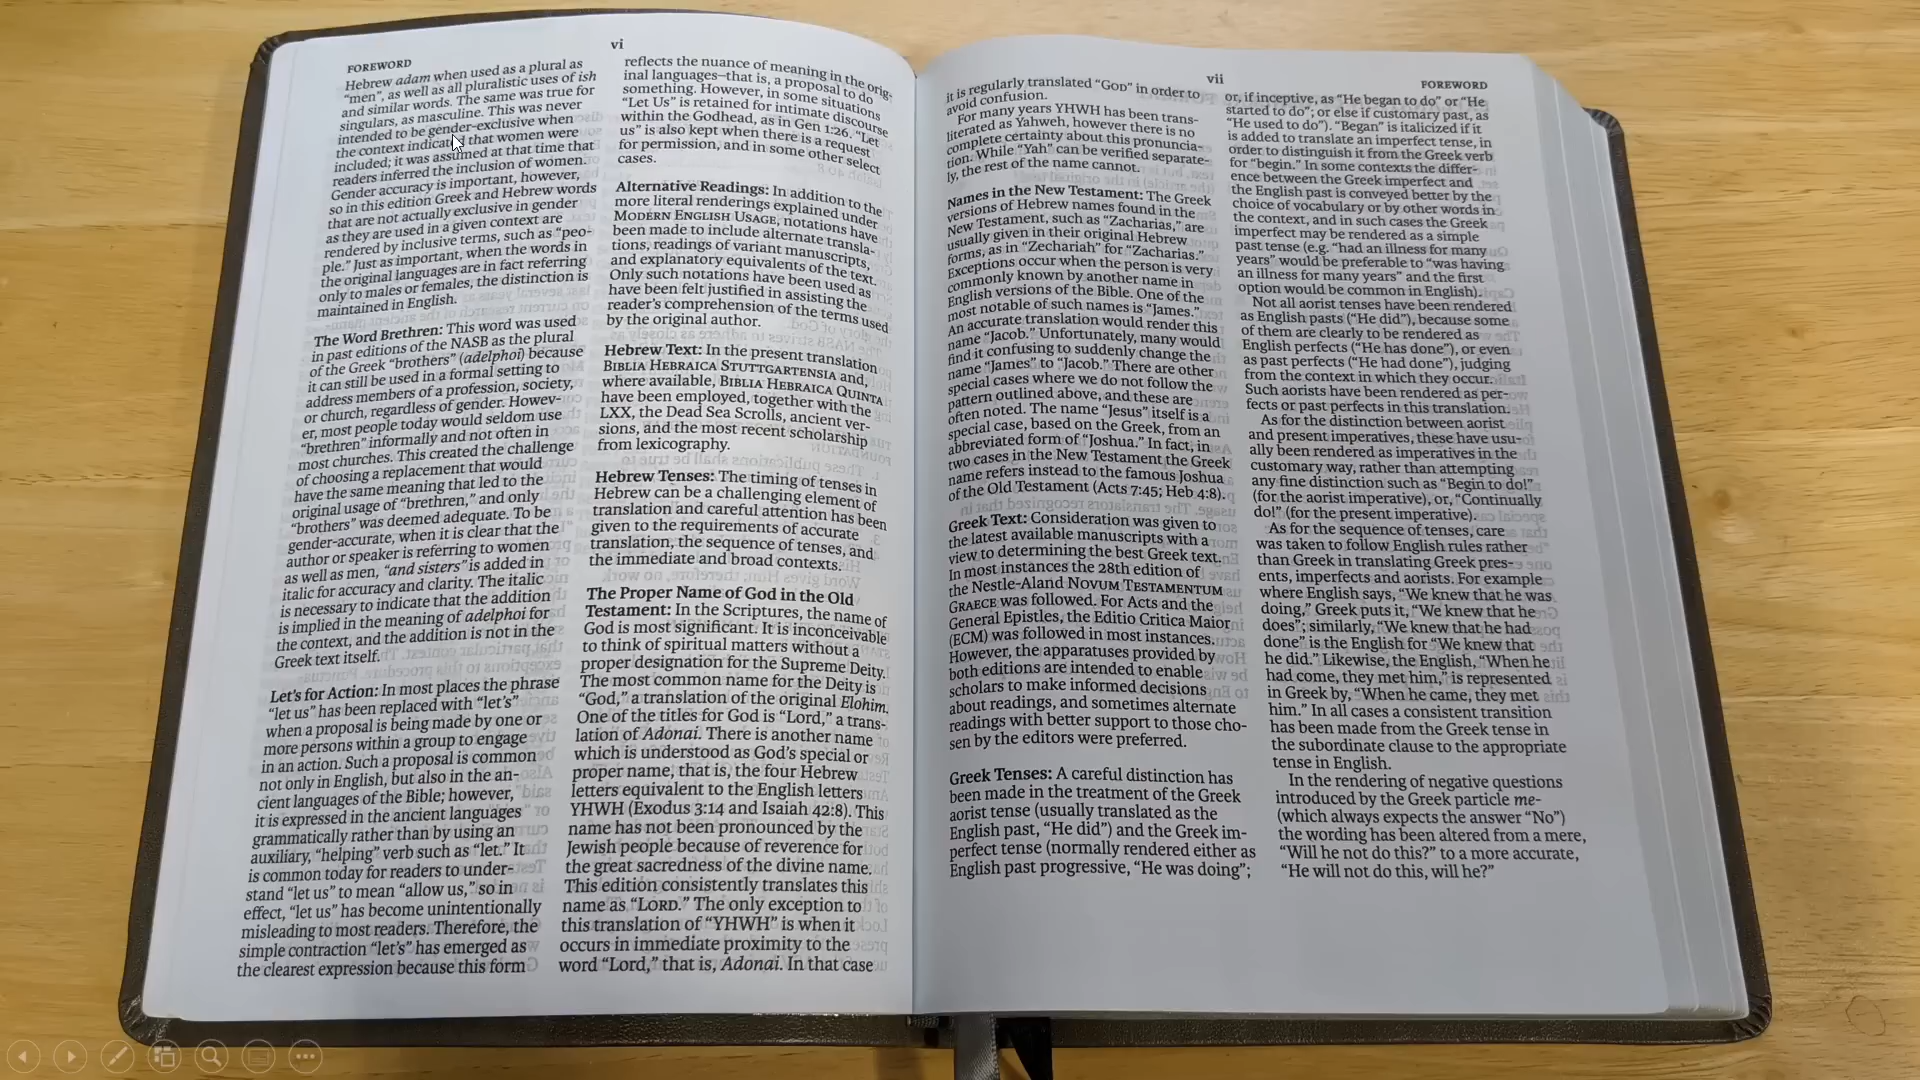 vi
FOREWORD
Hebrew adam when used as a plural as
“men”, as well as all pluralistic uses of ish
and similar words. The same was true for
singulars, as masculine. This was never
intended to be gender-exclusive when
the context indicated that women were
included; it was assumed at that time that
readers inferred the inclusion of women.
Gender accuracy is important, however,
so in this edition Greek and Hebrew words
that are not actually exclusive in gender
as they are used in a given context are
rendered by inclusive terms, such as “peo-
ple.” Just as important, when the words in
the original languages are in fact referring
only to males or females, the distinction is
maintained in English.
The Word Brethren: This word was used
in past editions of the NASB as the plural
of the Greek “brothers” (adelphoi) because
it can still be used in a formal setting to
address members of a profession, society,
or church, regardless of gender. Howev-
er, most people today would seldom use
“brethren” informally and not often in
most churches. This created the challenge
of choosing a replacement that would
have the same meaning that led to the
original usage of “brethren,” and only
“brothers” was deemed adequate. To be
gender-accurate, when it is clear that the
author or speaker is referring to women
as well as men, “and sisters” is added in
italic for accuracy and clarity. The italic
is necessary to indicate that the addition
is implied in the meaning of adelphoi for
the context, and the addition is not in the
Greek text itself.
Let’s for Action: In most places the phrase
“let us” has been replaced with “let’s”
when a proposal is being made by one or
more persons within a group to engage
in an action. Such a proposal is common
not only in English, but also in the an-
cient languages of the Bible; however,
it is expressed in the ancient languages
grammatically rather than by using an
auxiliary, “helping” verb such as “let.” It
is common today for readers to under-
stand “let us” to mean “allow us,” so in
effect, “let us” has become unintentionally
misleading to most readers. Therefore, the
simple contraction “let’s” has emerged as
the clearest expression because this form
reflects the nuance of meaning in the orig-
inal languages—that is, a proposal to do
something. However, in some situations
“Let Us” is retained for intimate discourse
within the Godhead, as in Gen 1:26. “Let
us” is also kept when there is a request
for permission, and in some other select
cases.
Alternative Readings: In addition to the
more literal renderings explained under
MODERN ENGLISH USAGE, notations have
been made to include alternate transla-
tions, readings of variant manuscripts,
and explanatory equivalents of the text.
Only such notations have been used as
have been felt justified in assisting the
reader’s comprehension of the terms used
by the original author.
Hebrew Text: In the present translation
BIBLIA HEBRAICA STUTTGARTENSIA and,
where available, BIBLIA HEBRAICA QUINTA
have been employed, together with the
LXX, the Dead Sea Scrolls, ancient ver-
sions, and the most recent scholarship
from lexicography.
Hebrew Tenses: The timing of tenses in
Hebrew can be a challenging element of
translation and careful attention has been
given to the requirements of accurate
translation, the sequence of tenses, and
the immediate and broad contexts.
The Proper Name of God in the Old
Testament: In the Scriptures, the name of
God is most significant. It is inconceivable
to think of spiritual matters without a
proper designation for the Supreme Deity.
The most common name for the Deity is
“God,” a translation of the original Elohim.
One of the titles for God is “Lord,” a trans-
lation of Adonai. There is another name
which is understood as God’s special or
proper name, that is, the four Hebrew
letters equivalent to the English letters
YHWH (Exodus 3:14 and Isaiah 42:8). This
name has not been pronounced by the
Jewish people because of reverence for
the great sacredness of the divine name.
This edition consistently translates this
name as “LORD.” The only exception to
this translation of “YHWH” is when it
occurs in immediate proximity to the
word “Lord,” that is, Adonai. In that case
vii
FOREWORD
it is regularly translated “GOD” in order to
avoid confusion.
For many years YHWH has been trans-
literated as Yahweh, however there is no
complete certainty about this pronuncia-
tion. While “Yah” can be verified separate-
ly, the rest of the name cannot.
Names in the New Testament: The Greek
versions of Hebrew names found in the
New Testament, such as “Zacharias,” are
usually given in their original Hebrew
forms, as in “Zechariah” for “Zacharias.”
Exceptions occur when the person is very
commonly known by another name in
English versions of the Bible. One of the
most notable of such names is “James.”
An accurate translation would render this
name “Jacob.” Unfortunately, many would
find it confusing to suddenly change the
name “James” to “Jacob.” There are other
special cases where we do not follow the
pattern outlined above, and these are
often noted. The name “Jesus” itself is a
special case, based on the Greek, from an
abbreviated form of “Joshua.” In fact, in
two cases in the New Testament the Greek
name refers instead to the famous Joshua
of the Old Testament (Acts 7:45; Heb 4:8).
Greek Text: Consideration was given to
the latest available manuscripts with a
view to determining the best Greek text.
In most instances the 28th edition of
the Nestle-Aland NOVUM TESTAMENTUM
GRAECE was followed. For Acts and the
General Epistles, the Editio Critica Maior
(ECM) was followed in most instances.
However, the apparatuses provided by
both editions are intended to enable
scholars to make informed decisions
about readings, and sometimes alternate
readings with better support to those cho-
sen by the editors were preferred.
Greek Tenses: A careful distinction has
been made in the treatment of the Greek
aorist tense (usually translated as the
English past, “He did”) and the Greek im-
perfect tense (normally rendered either as
English past progressive, “He was doing”;
or, if inceptive, as “He began to do” or “He
started to do”; or else if customary past, as
“He used to do”). “Began” is italicized if it
is added to translate an imperfect tense, in
order to distinguish it from the Greek verb
for “begin.” In some contexts the differ-
ence between the Greek imperfect and
the English past is conveyed better by the
choice of vocabulary or by other words in
the context, and in such cases the Greek
imperfect may be rendered as a simple
past tense (e.g. “had an illness for many
years” would be preferable to “was having
an illness for many years” and the first
option would be common in English).
Not all aorist tenses have been rendered
as English pasts (“He did”), because some
of them are clearly to be rendered as
English perfects (“He has done”), or even
as past perfects (“He had done”), judging
from the context in which they occur.
Such aorists have been rendered as per-
fects or past perfects in this translation.
As for the distinction between aorist
and present imperatives, these have usu-
ally been rendered as imperatives in the
customary way, rather than attempting
any fine distinction such as “Begin to do!”
(for the aorist imperative), or, “Continually
do!” (for the present imperative).
As for the sequence of tenses, care
was taken to follow English rules rather
than Greek in translating Greek pres-
ents, imperfects and aorists. For example
where English says, “We knew that he was
doing,” Greek puts it, “We knew that he
does”; similarly, “We knew that he had
done” is the English for “We knew that
he did.” Likewise, the English, “When he
had come, they met him,” is represented
in Greek by, “When he came, they met
him.” In all cases a consistent transition
has been made from the Greek tense in
the subordinate clause to the appropriate
tense in English.
In the rendering of negative questions
introduced by the Greek particle me-
(which always expects the answer “No”)
the wording has been altered from a mere,
“Will he not do this?” to a more accurate,
“He will not do this, will he?”